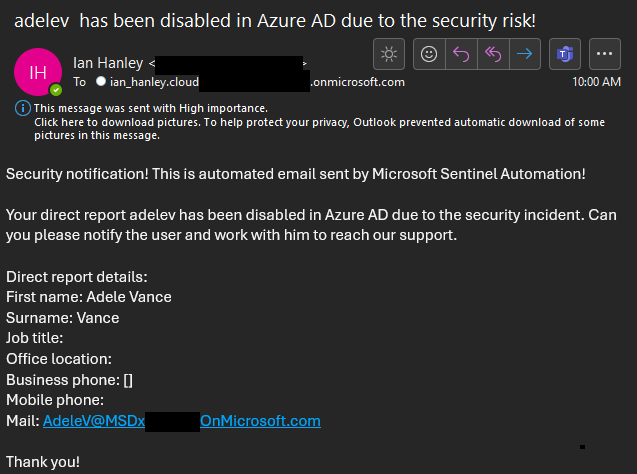 adelev has been disabled in Azure AD due to the security risk!
IH
Ian Hanley < >
To ian_hanley.cloud .onmicrosoft.com
10:00 AM
This message was sent with High importance.
Click here to download pictures. To help protect your privacy, Outlook prevented automatic download of some
pictures in this message.
Security notification! This is automated email sent by Microsoft Sentinel Automation!
Your direct report adelev has been disabled in Azure AD due to the security incident. Can
you please notify the user and work with him to reach our support.
Direct report details:
First name: Adele Vance
Surname: Vance
Job title:
Office location:
Business phone: []
Mobile phone:
Mail: AdeleV@MSDx OnMicrosoft.com
Thank you!